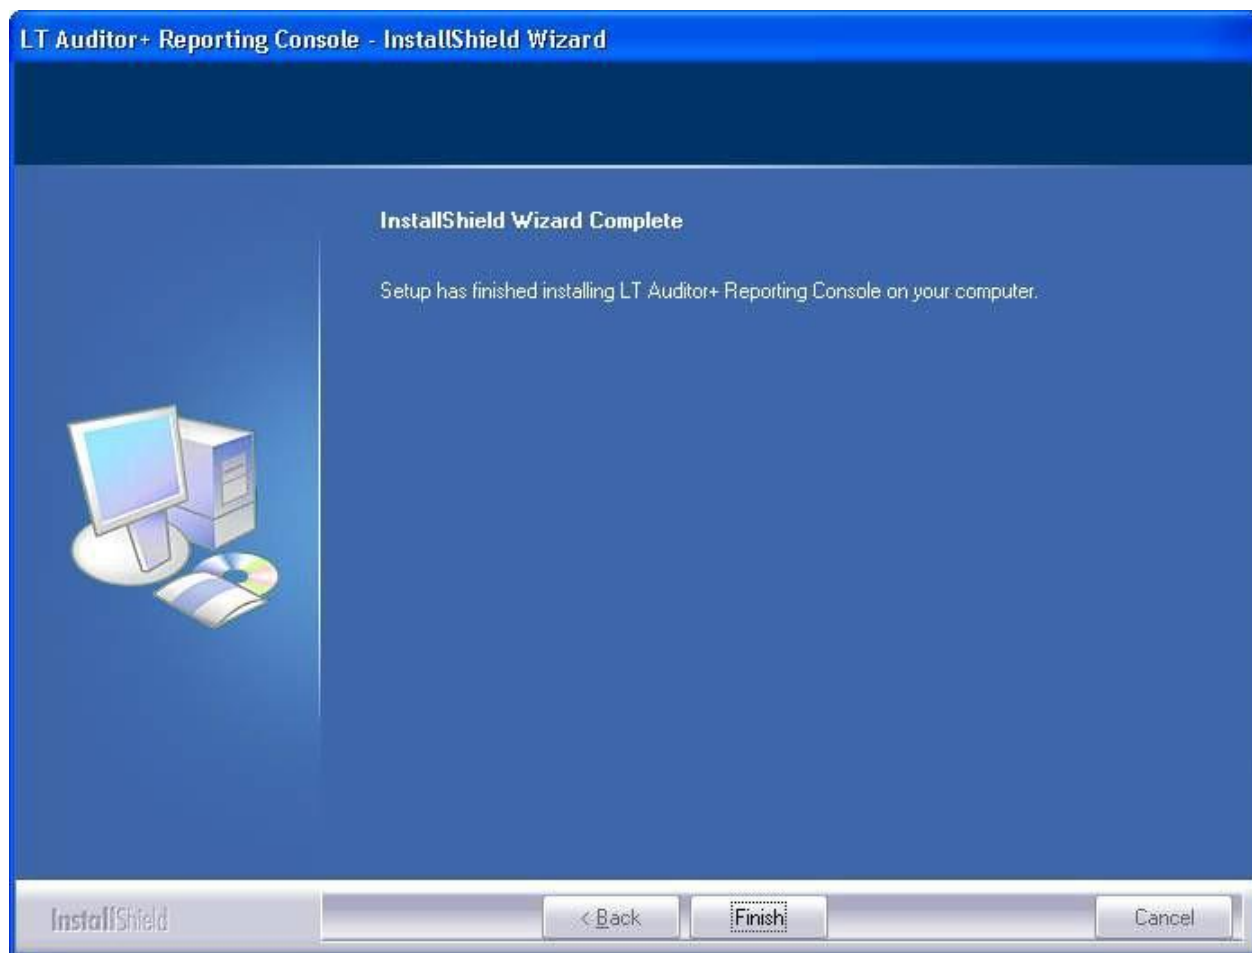 LT Auditor+ Reporting Console - InstallShield Wizard
InstallShield Wizard Complete
Setup has finished installing LT Auditor+ Reporting Console on your computer.
InstallShield
< Back
Finish
Cancel